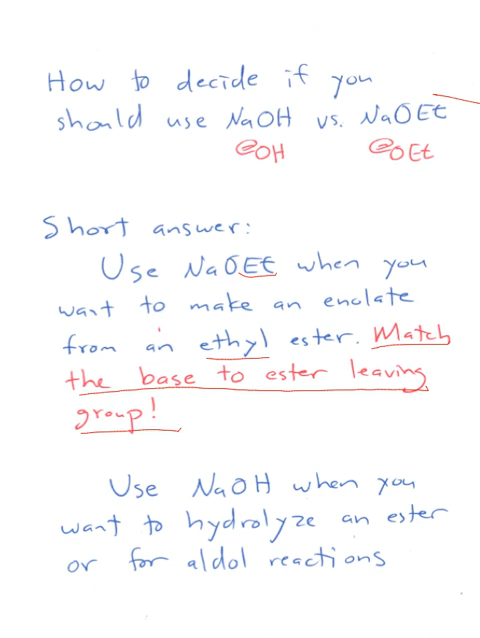 How to decide if you
should use NaOH vs. NaOEt
⊖OH ⊖OEt
Short answer:
Use NaOEt when you
want to make an enolate
from an ethyl ester. Match
the base to ester leaving
group!
Use NaOH when you
want to hydrolyze an ester
or for aldol reactions